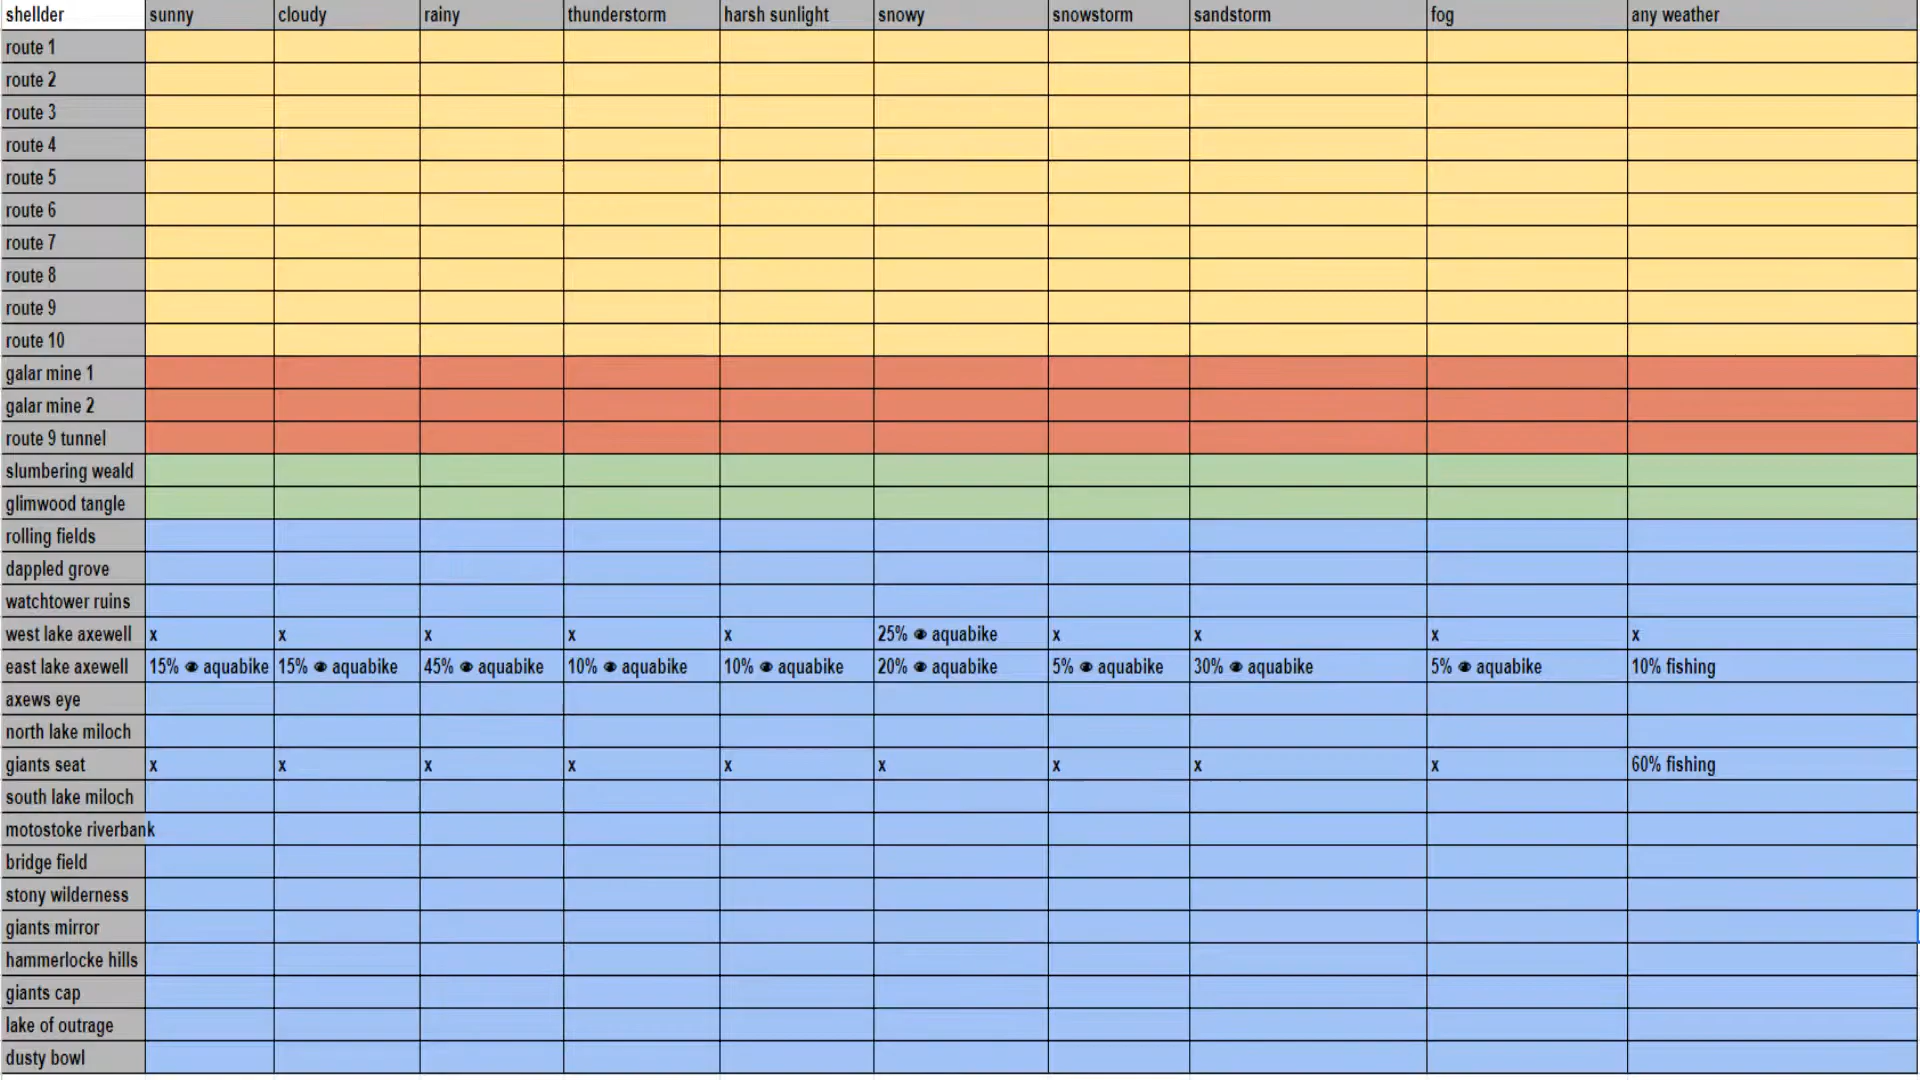 shellder sunny cloudy rainy thunderstorm harsh sunlight snowy snowstorm sandstorm fog any weather
route 1
route 2
route 3
route 4
route 5
route 6
route 7
route 8
route 9
route 10
galar mine 1
galar mine 2
route 9 tunnel
slumbering weald
glimwood tangle
rolling fields
dappled grove
watchtower ruins
west lake axewell x x x x x 25% 👁 aquabike x x x x
east lake axewell 15% 👁 aquabike 15% 👁 aquabike 45% 👁 aquabike 10% 👁 aquabike 10% 👁 aquabike 20% 👁 aquabike 5% 👁 aquabike 30% 👁 aquabike 5% 👁 aquabike 10% fishing
axews eye
north lake miloch
giants seat x x x x x x x x x 60% fishing
south lake miloch
motostoke riverbank
bridge field
stony wilderness
giants mirror
hammerlocke hills
giants cap
lake of outrage
dusty bowl